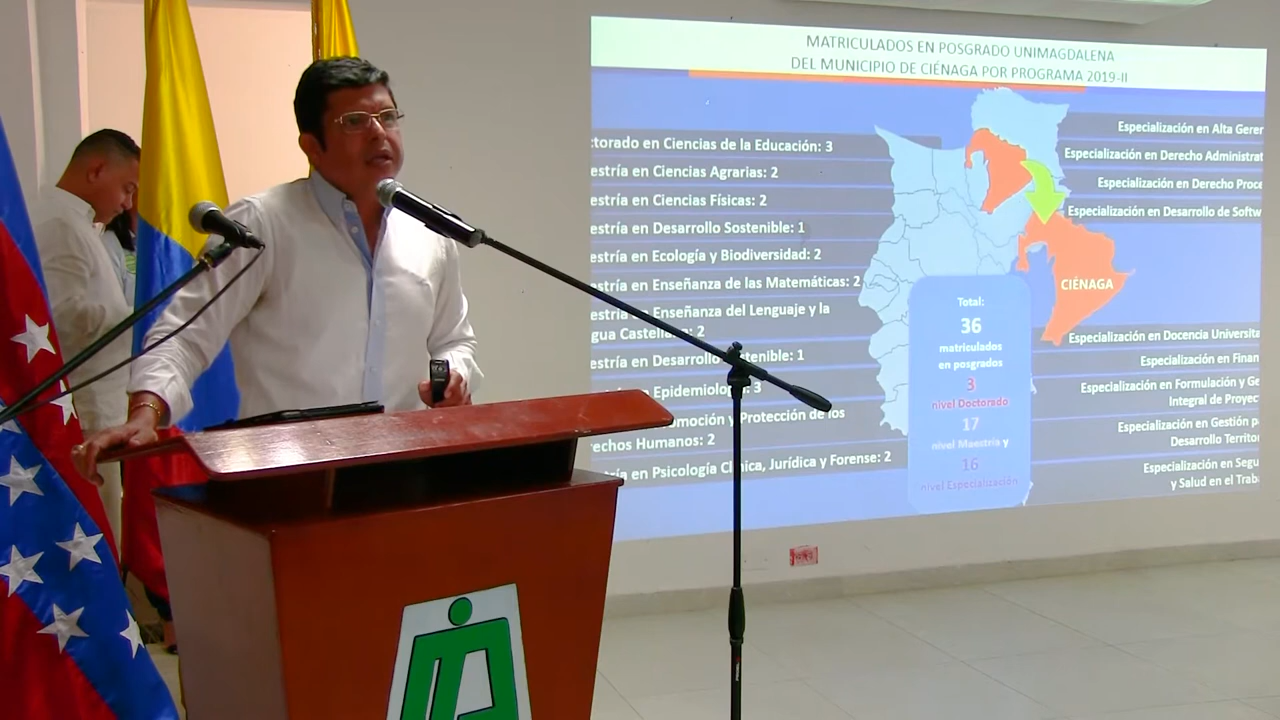 MATRICULADOS EN POSGRADO UNIMAGDALENA
DEL MUNICIPIO DE CIÉNAGA POR PROGRAMA 2019-II
ctorado en Ciencias de la Educación: 3
estría en Ciencias Agrarias: 2
estría en Ciencias Físicas: 2
estría en Desarrollo Sostenible: 1
estría en Ecología y Biodiversidad: 2
estría en Enseñanza de las Matemáticas: 2
estría en Enseñanza del Lenguaje y la
gua Castellana: 2
estría en Desarrollo Sostenible: 1
en Epidemiología: 3
omoción y Protección de los
rechos Humanos: 2
tría en Psicología Clínica, Jurídica y Forense: 2
Total:
36
matriculados
en posgrados
3
nivel Doctorado
17
nivel Maestría y
16
nivel Especialización
CIÉNAGA
Especialización en Alta Geren
Especialización en Derecho Administrat
Especialización en Derecho Proce
Especialización en Desarrollo de Softw
Especialización en Docencia Universita
Especialización en Finan
Especialización en Formulación y Ge
Integral de Proyec
Especialización en Gestión p
Desarrollo Territor
Especialización en Segu
y Salud en el Trab